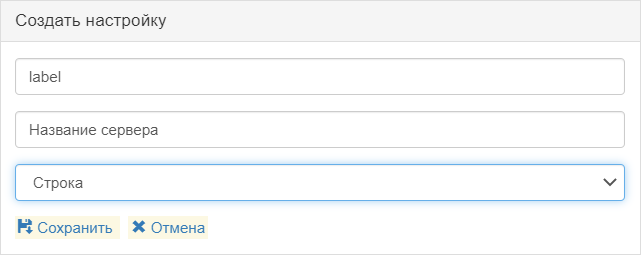 Создать настройку
label
Название сервера
Строка
Сохранить Отмена